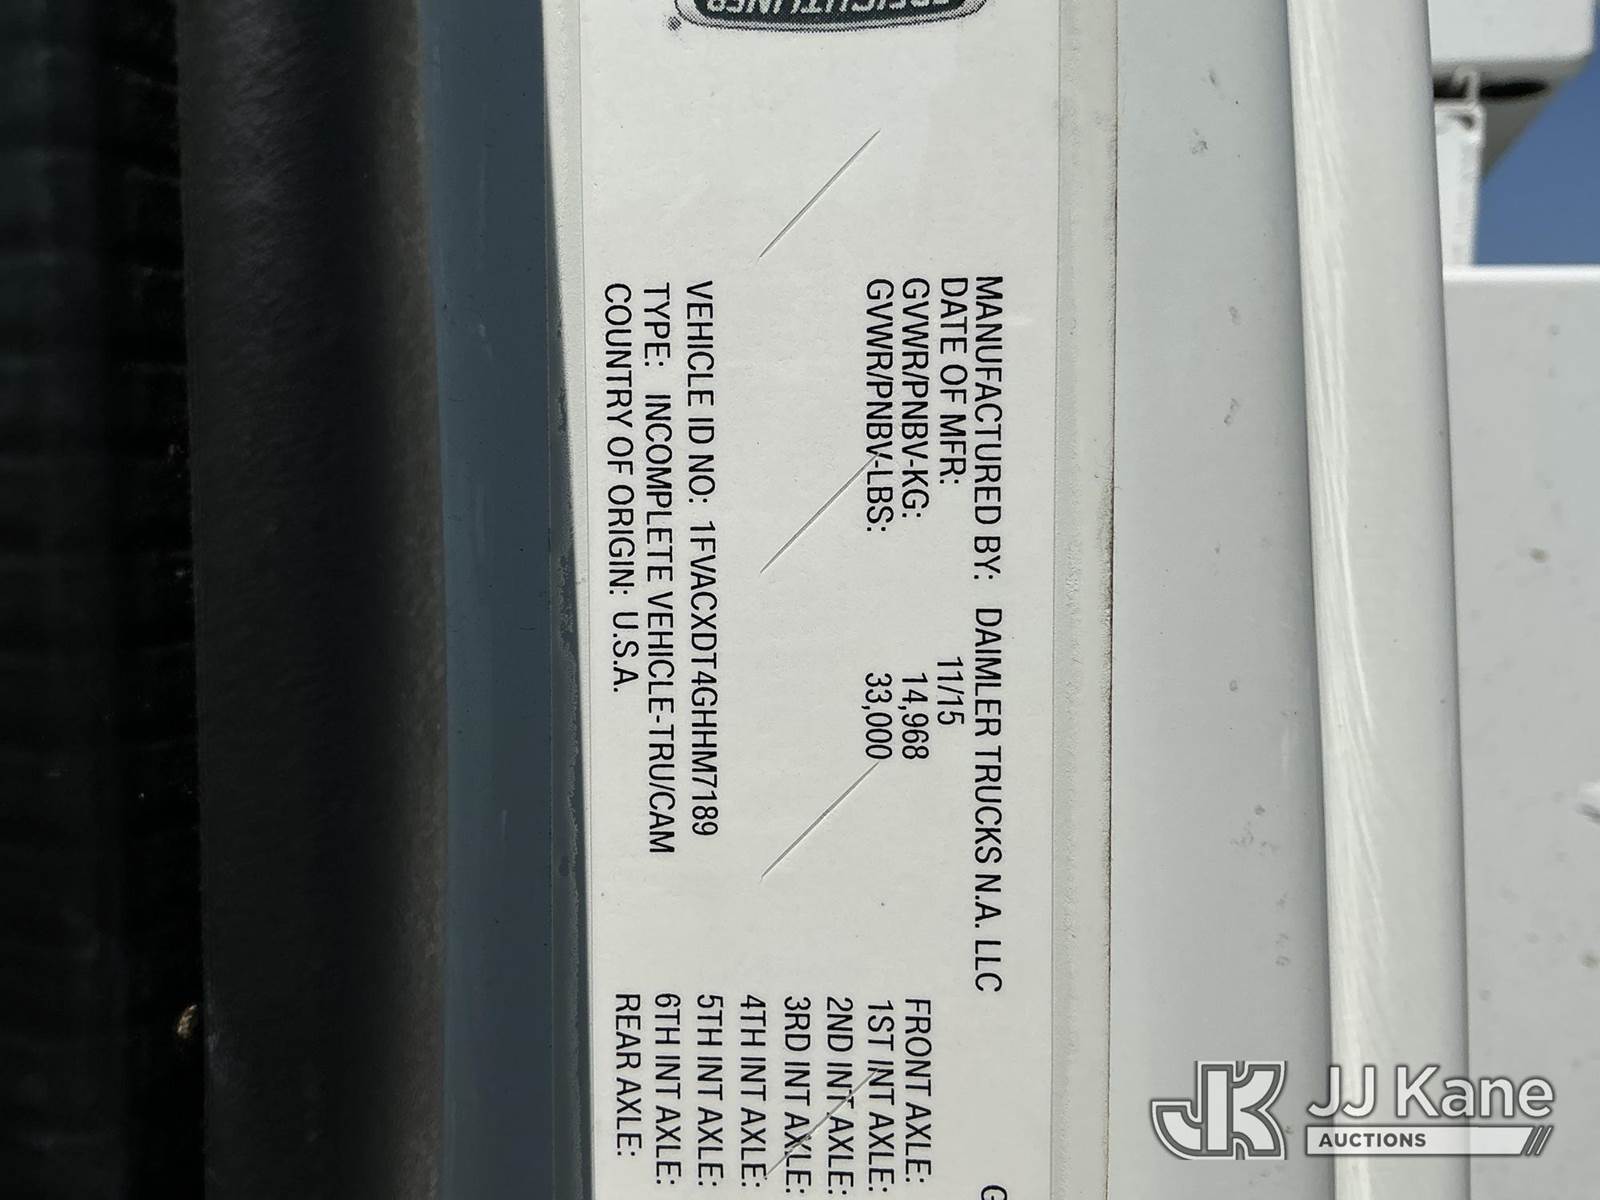 FREIGHTLINER
MANUFACTURED BY: DAIMLER TRUCKS N.A. LLC
DATE OF MFR: 11/15
GVWR/PNBV-KG: 14,968
GVWR/PNBV-LBS: 33,000
VEHICLE ID NO: 1FVACXDT4GHHM7189
TYPE: INCOMPLETE VEHICLE-TRU/CAM
COUNTRY OF ORIGIN: U.S.A.
FRONT AXLE:
1ST INT AXLE:
2ND INT AXLE:
3RD INT AXLE:
4TH INT AXLE:
5TH INT AXLE:
6TH INT AXLE:
REAR AXLE:
JK JJ Kane
AUCTIONS